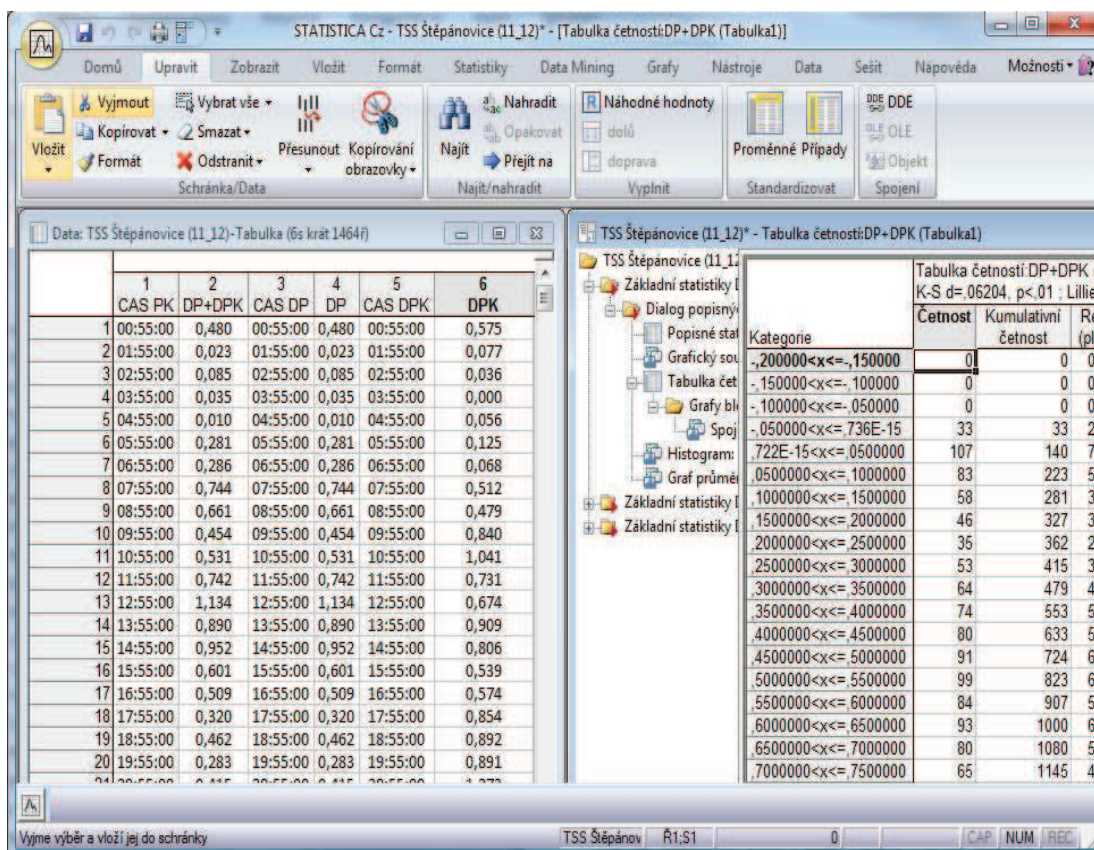 STATISTICA Cz - TSS Štěpánovice (11_12)* - [Tabulka četností:DP+DPK (Tabulka1)]
Domů Upravit Zobrazit Vložit Formát Statistiky Data Mining Grafy Nástroje Data Sešit Nápověda Možnosti
Vložit
Vyjmout
Kopírovat
Formát
Vybrat vše
Smazat
Odstranit
Přesunout
Kopírování obrazovky
Schránka/Data
Najít
Nahradit
Opakovat
Přejít na
Najít/nahradit
R Náhodné hodnoty
dolů
doprava
Vyplnit
Proměnné Případy
Standardizovat
DDE DDE
OLE OLE
Objekt
Spojení
Data: TSS Štěpánovice (11_12)-Tabulka (6s krát 1464ř)
1 2 3 4 5 6
CAS PK DP+DPK CAS DP DP CAS DPK DPK
1 00:55:00 0,480 00:55:00 0,480 00:55:00 0,575
2 01:55:00 0,023 01:55:00 0,023 01:55:00 0,077
3 02:55:00 0,085 02:55:00 0,085 02:55:00 0,036
4 03:55:00 0,035 03:55:00 0,035 03:55:00 0,000
5 04:55:00 0,010 04:55:00 0,010 04:55:00 0,056
6 05:55:00 0,281 05:55:00 0,281 05:55:00 0,125
7 06:55:00 0,286 06:55:00 0,286 06:55:00 0,068
8 07:55:00 0,744 07:55:00 0,744 07:55:00 0,512
9 08:55:00 0,661 08:55:00 0,661 08:55:00 0,479
10 09:55:00 0,454 09:55:00 0,454 09:55:00 0,840
11 10:55:00 0,531 10:55:00 0,531 10:55:00 1,041
12 11:55:00 0,742 11:55:00 0,742 11:55:00 0,731
13 12:55:00 1,134 12:55:00 1,134 12:55:00 0,674
14 13:55:00 0,890 13:55:00 0,890 13:55:00 0,909
15 14:55:00 0,952 14:55:00 0,952 14:55:00 0,806
16 15:55:00 0,601 15:55:00 0,601 15:55:00 0,539
17 16:55:00 0,509 16:55:00 0,509 16:55:00 0,574
18 17:55:00 0,320 17:55:00 0,320 17:55:00 0,854
19 18:55:00 0,462 18:55:00 0,462 18:55:00 0,892
20 19:55:00 0,283 19:55:00 0,283 19:55:00 0,891
TSS Štěpánovice (11_12)* - Tabulka četností:DP+DPK (Tabulka1)
TSS Štěpánovice (11_12
Základní statistiky
Dialog popisný
Popisné stat
Grafický sou
Tabulka čet
Grafy bl
Spoj
Histogram:
Graf průměr
Základní statistiky
Základní statistiky
Tabulka četností:DP+DPK
K-S d=,06204, p<,01 ; Lillie
Kategorie Četnost Kumulativní četnost Re (pl
-,200000<x<=-,150000 0 0 0
-,150000<x<=-,100000 0 0 0
-,100000<x<=-,050000 0 0 0
-,050000<x<=,736E-15 33 33 2
,722E-15<x<=,0500000 107 140 7
,0500000<x<=,1000000 83 223 5
,1000000<x<=,1500000 58 281 3
,1500000<x<=,2000000 46 327 3
,2000000<x<=,2500000 35 362 2
,2500000<x<=,3000000 53 415 3
,3000000<x<=,3500000 64 479 4
,3500000<x<=,4000000 74 553 5
,4000000<x<=,4500000 80 633 5
,4500000<x<=,5000000 91 724 6
,5000000<x<=,5500000 99 823 6
,5500000<x<=,6000000 84 907 5
,6000000<x<=,6500000 93 1000 6
,6500000<x<=,7000000 80 1080 5
,7000000<x<=,7500000 65 1145 4
Vyjme výběr a vloží jej do schránky TSS Štěpánov Ř1;S1 0 CAP NUM REC